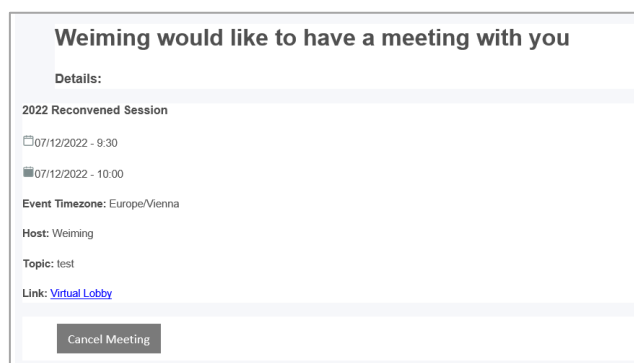 Weiming would like to have a meeting with you
Details:
2022 Reconvened Session
07/12/2022 - 9:30
07/12/2022 - 10:00
Event Timezone: Europe/Vienna
Host: Weiming
Topic: test
Link: Virtual Lobby
Cancel Meeting